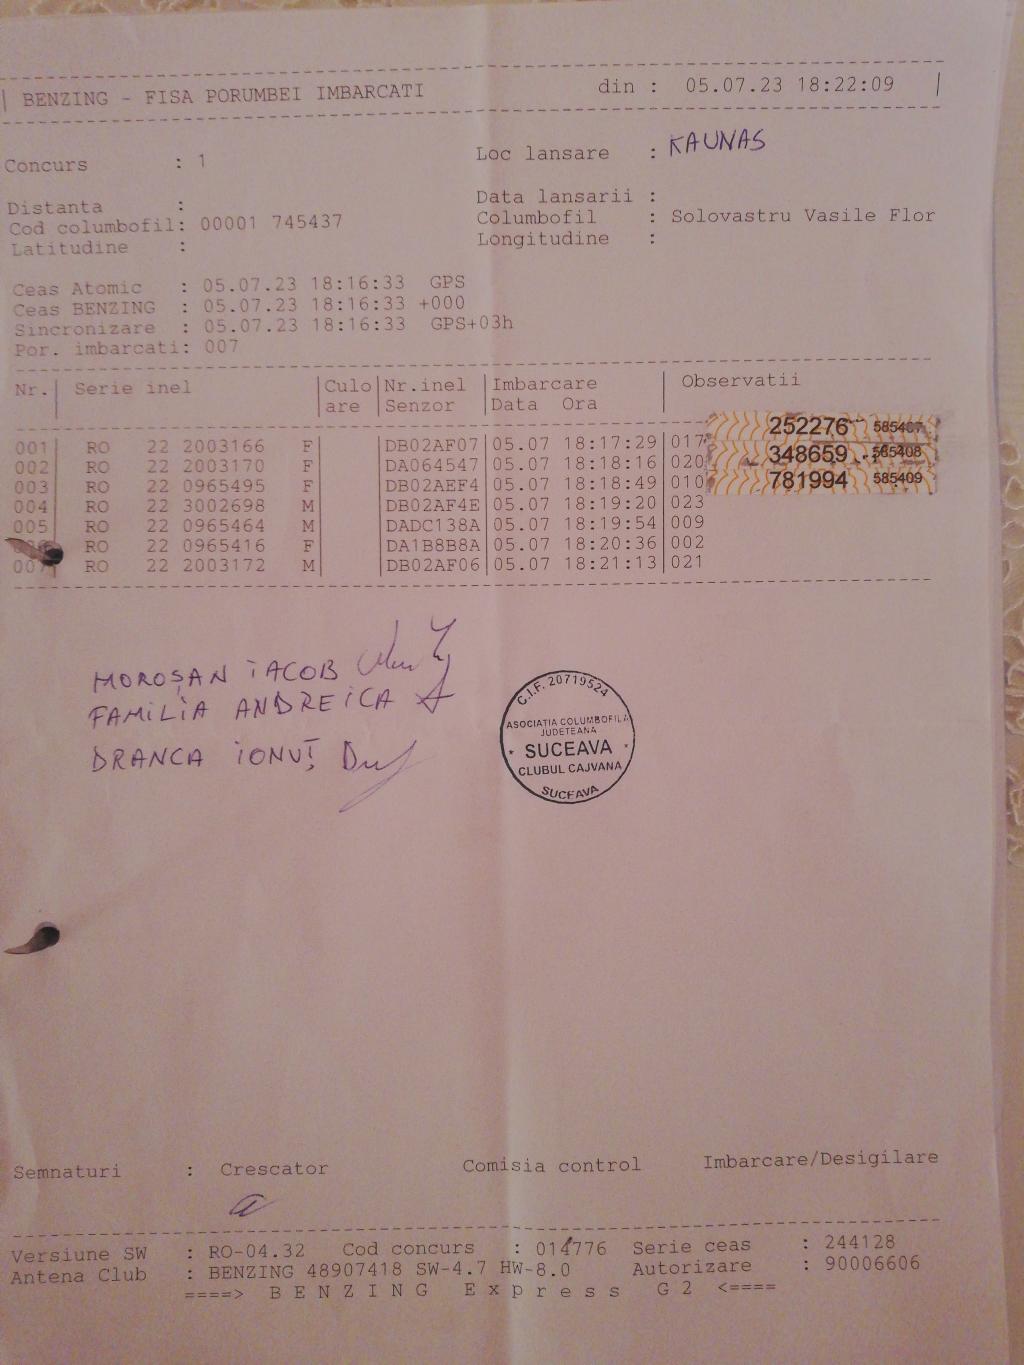 BENZING - FISA PORUMBEI IMBARCATI din : 05.07.23 18:22:09
Concurs : 1 Loc lansare : KAUNAS
Distanta : Data lansarii :
Cod columbofil: 00001 745437 Columbofil : Solovastru Vasile Flor
Latitudine : Longitudine :
Ceas Atomic : 05.07.23 18:16:33 GPS
Ceas BENZING : 05.07.23 18:16:33 +000
Sincronizare : 05.07.23 18:16:33 GPS+03h
Por. imbarcati: 007
Nr. Serie inel Culo Nr.inel Imbarcare Observatii
are Senzor Data Ora
001 RO 22 2003166 F DB02AF07 05.07 18:17:29 017 252276 585407
002 RO 22 2003170 F DA064547 05.07 18:18:16 020 348659 585408
003 RO 22 0965495 F DB02AEF4 05.07 18:18:49 010 781994 585409
004 RO 22 3002698 M DB02AF4E 05.07 18:19:20 023
005 RO 22 0965464 M DADC138A 05.07 18:19:54 009
006 RO 22 0965416 F DA1B8B8A 05.07 18:20:36 002
007 RO 22 2003172 M DB02AF06 05.07 18:21:13 021
MOROȘAN IACOB
FAMILIA ANDREICA
DRANCA IONUȚ
C.I.F. 20719524
ASOCIATIA COLUMBOFILA
JUDETEANA
SUCEAVA
CLUBUL CAJVANA
SUCEAVA
Semnaturi : Crescator Comisia control Imbarcare/Desigilare
Versiune SW : RO-04.32 Cod concurs : 014776 Serie ceas : 244128
Antena Club : BENZING 48907418 SW-4.7 HW-8.0 Autorizare : 90006606
====> B E N Z I N G E x p r e s s G 2 <====